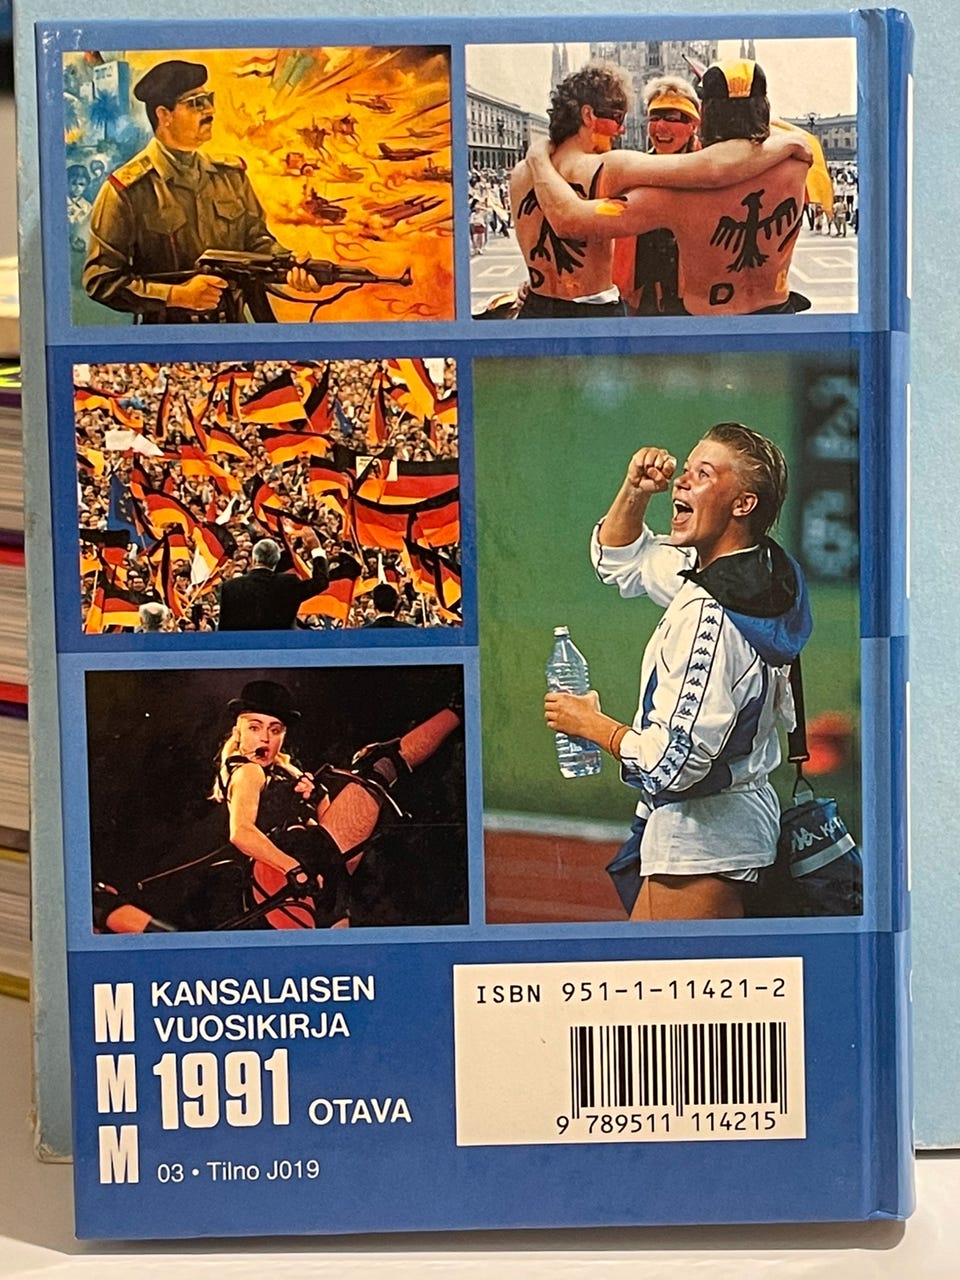 M
M
M
KANSALAISEN
VUOSIKIRJA
1991 OTAVA
03 • Tilno J019
ISBN 951-1-11421-2
9 789511 114215
D